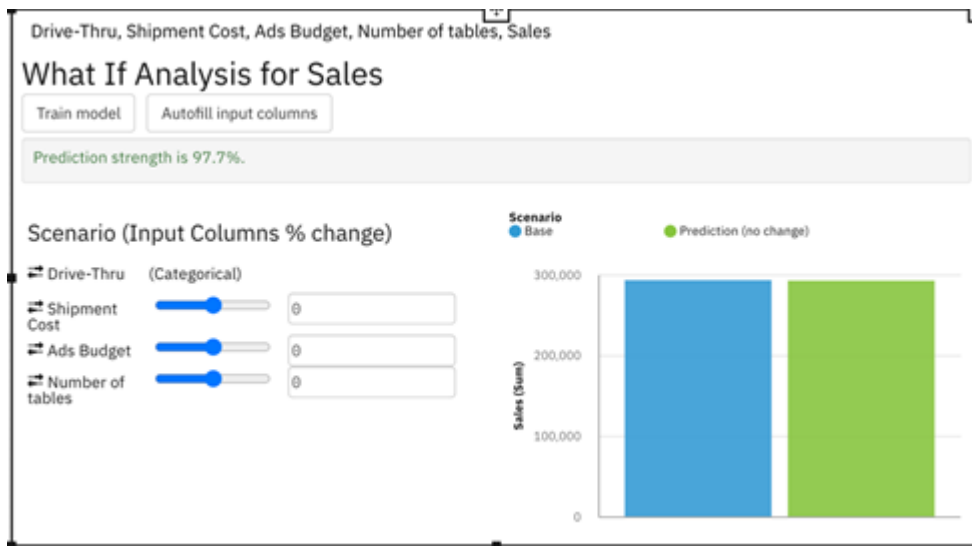 Drive-Thru, Shipment Cost, Ads Budget, Number of tables, Sales
What If Analysis for Sales
Train model
Autofill input columns
Prediction strength is 97.7%.
Scenario (Input Columns % change)
Drive-Thru (Categorical)
Shipment
Cost
0
Ads Budget
0
Number of
tables
0
Scenario
Base
Prediction (no change)
Sales (Sum)
300,000
200,000
100,000
0